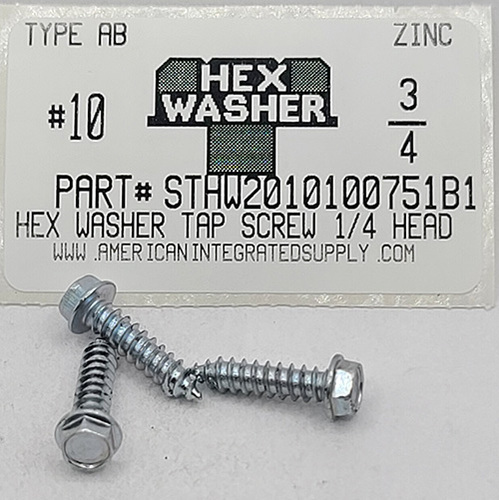 TYPE AB
ZINC
HEX
WASHER
#10
3/4
PART# STHW2010100751B1
HEX WASHER TAP SCREW 1/4 HEAD
WWW.AMERICANINTEGRATEDSUPPLY.COM